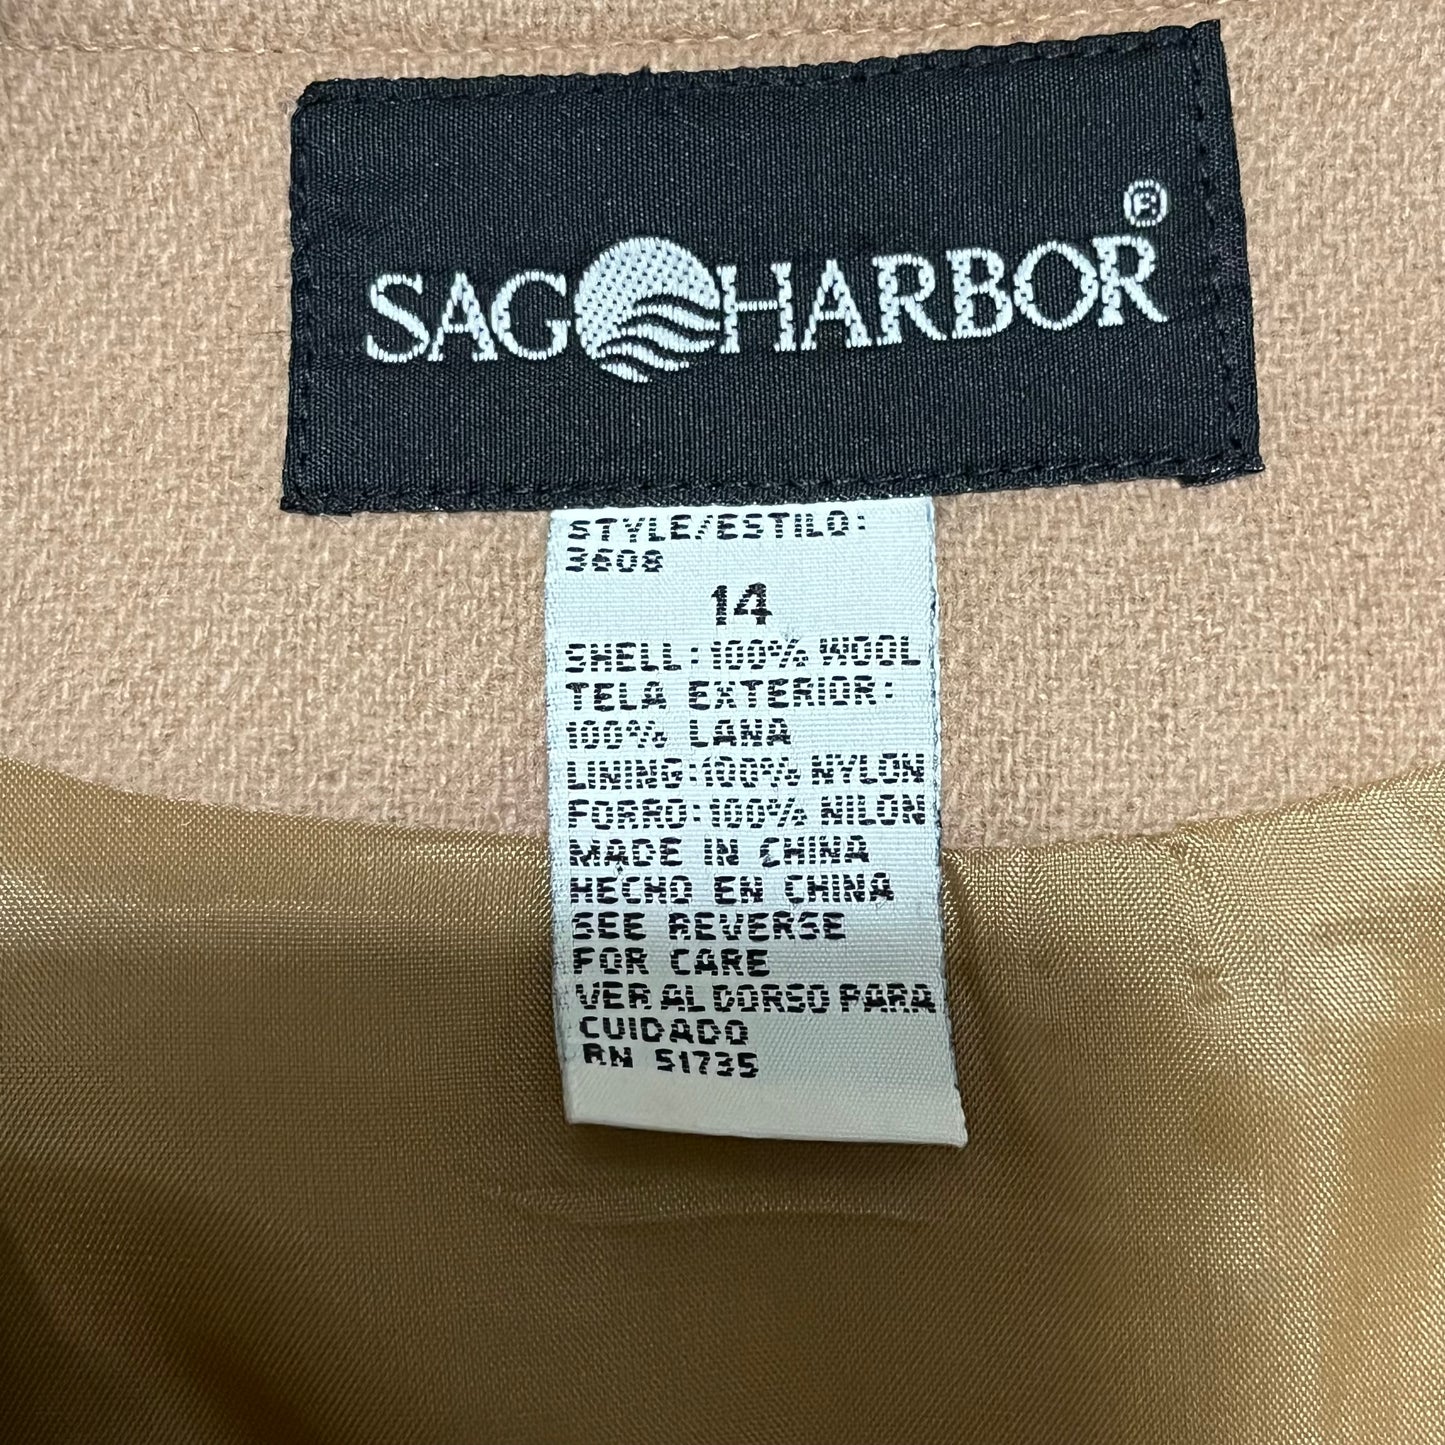 SAG HARBOR®
STYLE/ESTILO:
3608
14
SHELL:100% WOOL
TELA EXTERIOR:
100% LANA
LINING:100% NYLON
FORRO:100% NILON
MADE IN CHINA
HECHO EN CHINA
SEE REVERSE
FOR CARE
VER AL DORSO PARA
CUIDADO
RN 51735